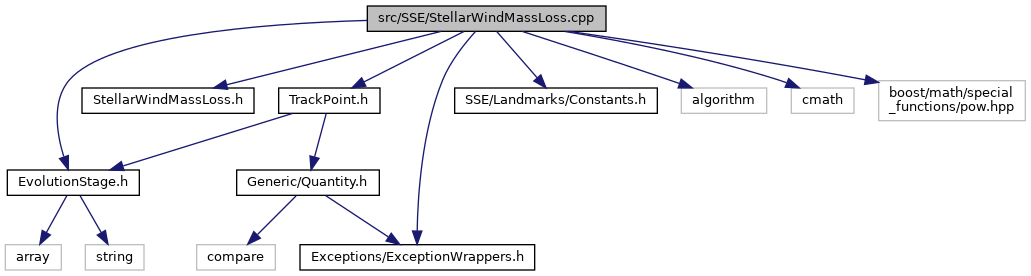 src/SSE/StellarWindMassLoss.cpp
StellarWindMassLoss.h
TrackPoint.h
SSE/Landmarks/Constants.h
algorithm
cmath
boost/math/special
_functions/pow.hpp
EvolutionStage.h
Generic/Quantity.h
array
string
compare
Exceptions/ExceptionWrappers.h